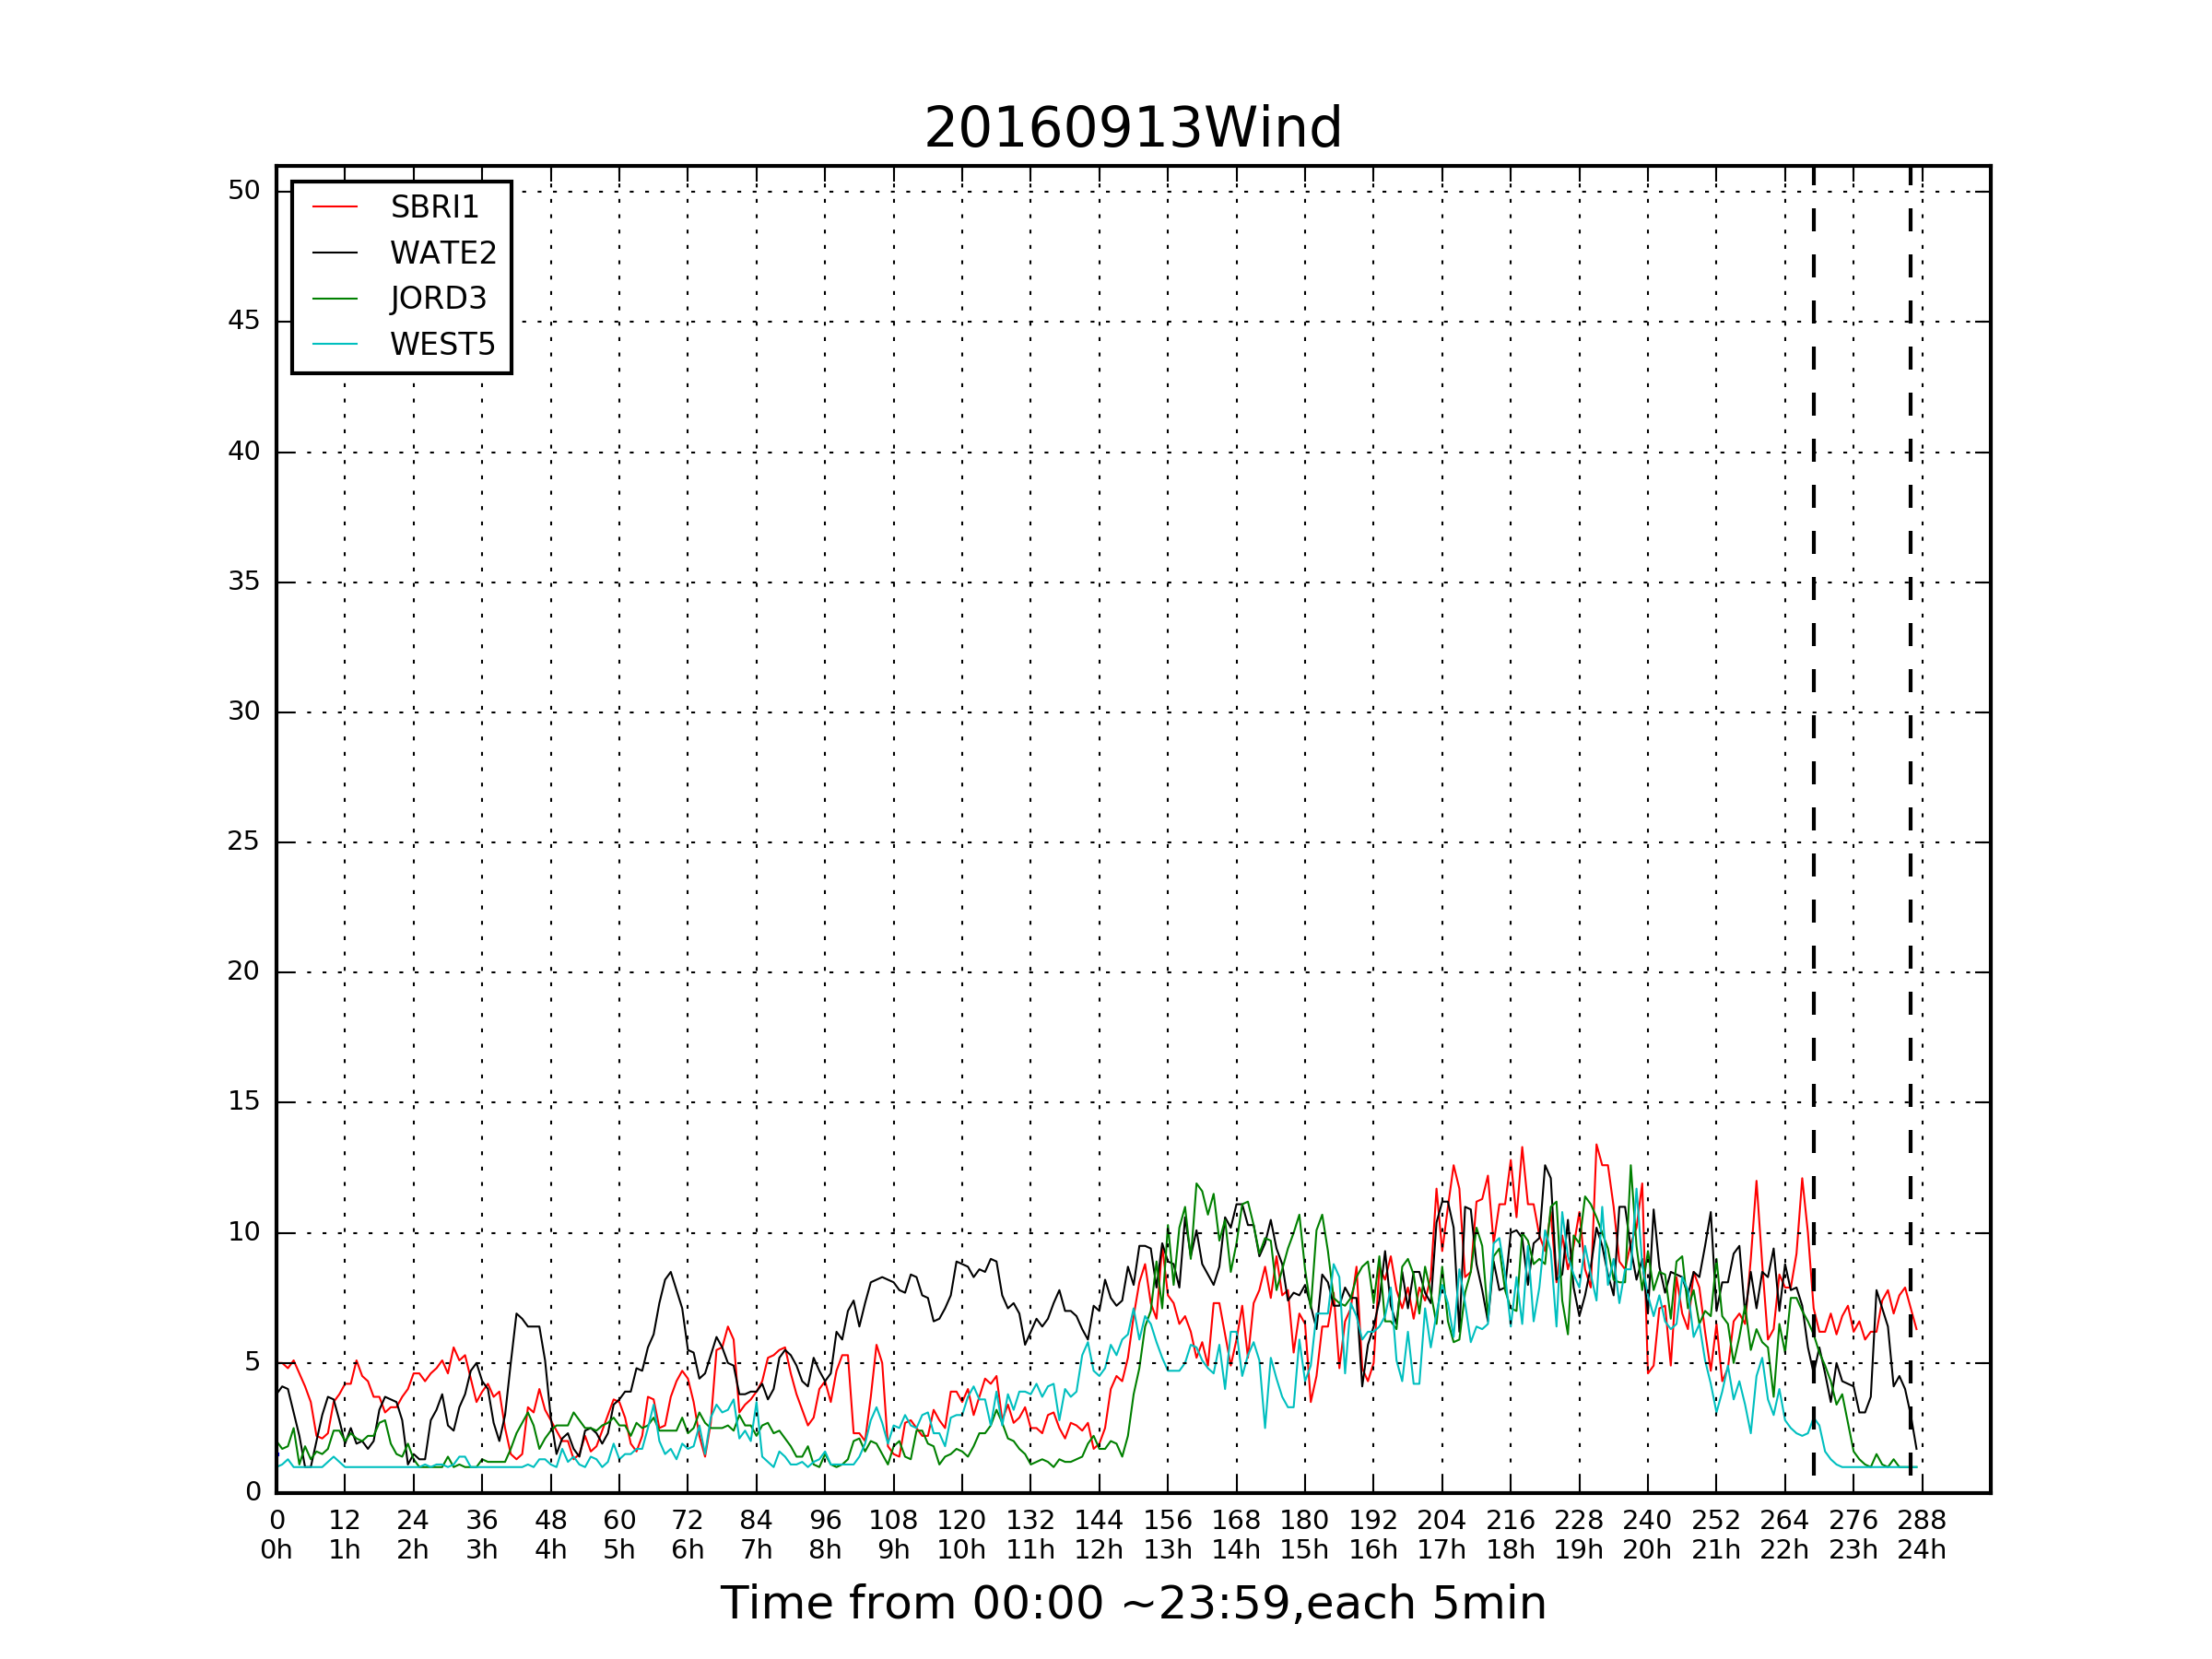 20160913Wind
SBRI1
WATE2
JORD3
WEST5
50
45
40
35
30
25
20
15
10
5
0
0 12 24 36 48 60 72 84 96 108 120 132 144 156 168 180 192 204 216 228 240 252 264 276 288
0h 1h 2h 3h 4h 5h 6h 7h 8h 9h 10h 11h 12h 13h 14h 15h 16h 17h 18h 19h 20h 21h 22h 23h 24h
Time from 00:00 ~23:59,each 5min